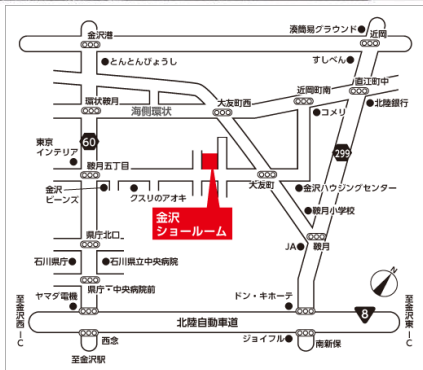 金沢港
湊簡易グラウンド
近岡
とんとんびょうし
すしべん
直江町中
環状鞍月
海側環状
大友町西
近岡町南
北陸銀行
コメリ
東京
インテリア
60
299
鞍月五丁目
金沢
ビーンズ
クスリのアオキ
大友町
金沢ハウジングセンター
金沢
ショールーム
鞍月小学校
県庁北口
JA
鞍月
石川県庁
石川県立中央病院
N
県庁・中央病院前
ヤマダ電機
ドン・キホーテ
至金沢西IC
北陸自動車道
8
至金沢東IC
西念
ジョイフル
南新保
至金沢駅